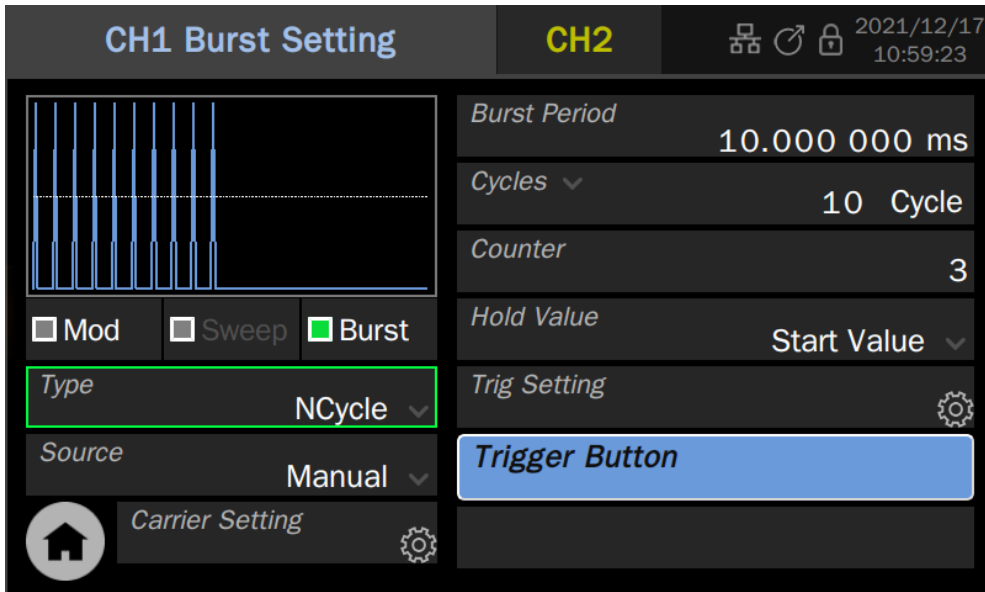 CH1 Burst Setting
CH2
2021/12/17
10:59:23
Burst Period
10.000 000 ms
Cycles
10 Cycle
Counter
3
Mod
Sweep
Burst
Hold Value
Start Value
Type
NCycle
Trig Setting
Source
Manual
Trigger Button
Carrier Setting